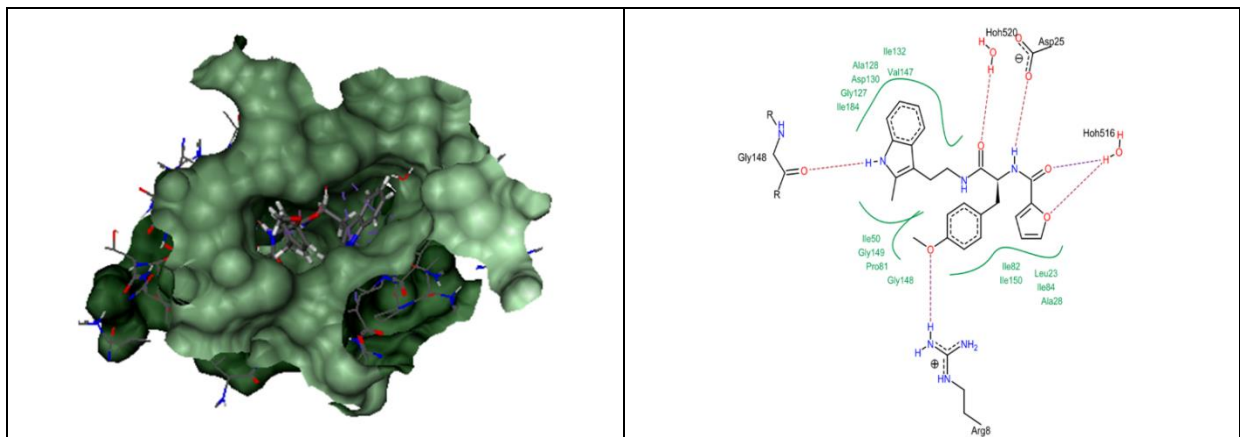 Hoh520
Asp25
H
O
H
O
⊖
O
Ile132
Ala128
Val147
Asp130
Gly127
Ile184
Hoh516
H
O
H
R
NH
Gly148
O
R
H
N
O
H
N
O
N
H
O
O
Ile50
Gly149
Pro81
Gly148
Ile82
Ile150
Leu23
Ile84
Ala28
H
N
H
NH2
⊕
HN
Arg8